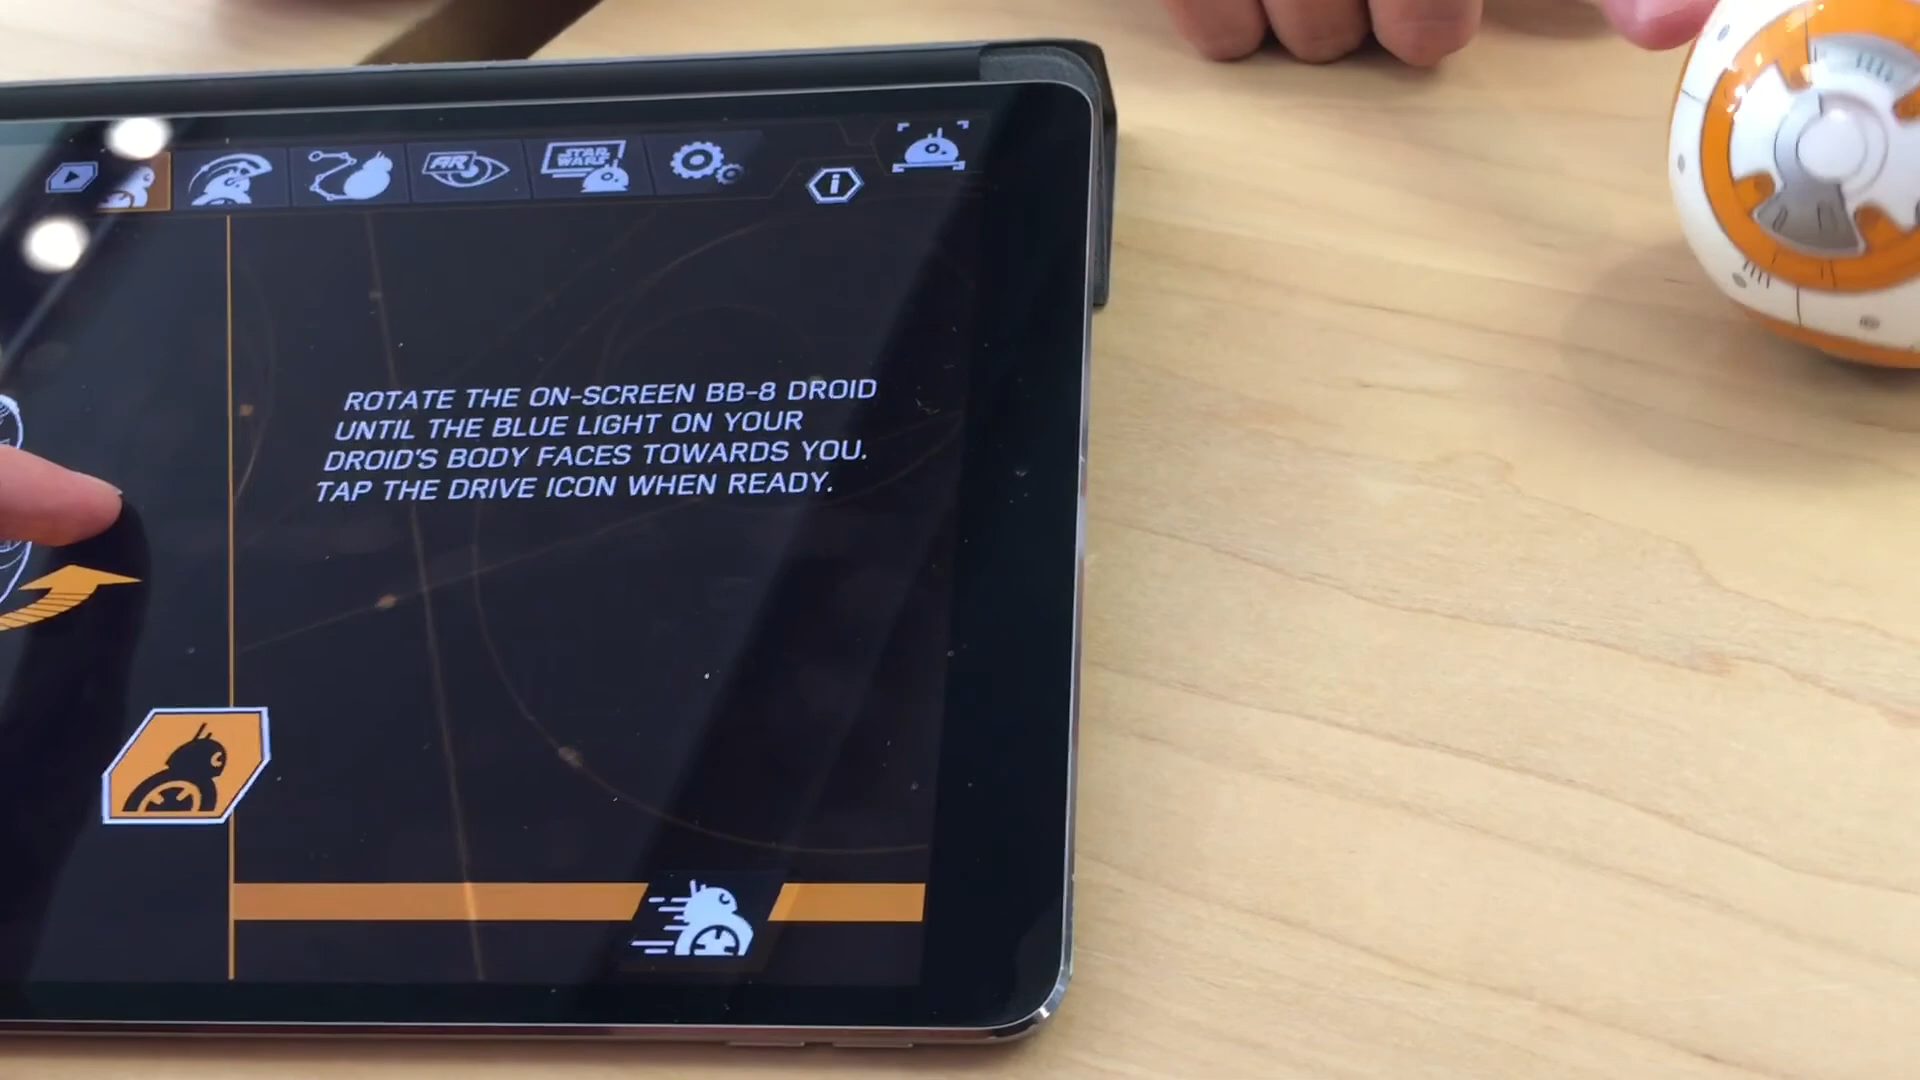 AR
STAR
WARS
i
ROTATE THE ON-SCREEN BB-8 DROID
UNTIL THE BLUE LIGHT ON YOUR
DROID'S BODY FACES TOWARDS YOU.
TAP THE DRIVE ICON WHEN READY.